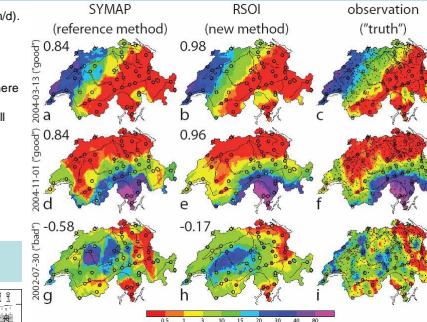 n/d).
SYMAP
(reference method)
RSOI
(new method)
observation
("truth")
2004-03-13 ("good")
0.84
a
0.98
b
c
here
ll
2004-11-01 ("good")
0.84
d
0.96
e
f
2002-07-30 ("bad")
-0.58
g
-0.17
h
i
0.5 1 3 10 15 20 30 40 80